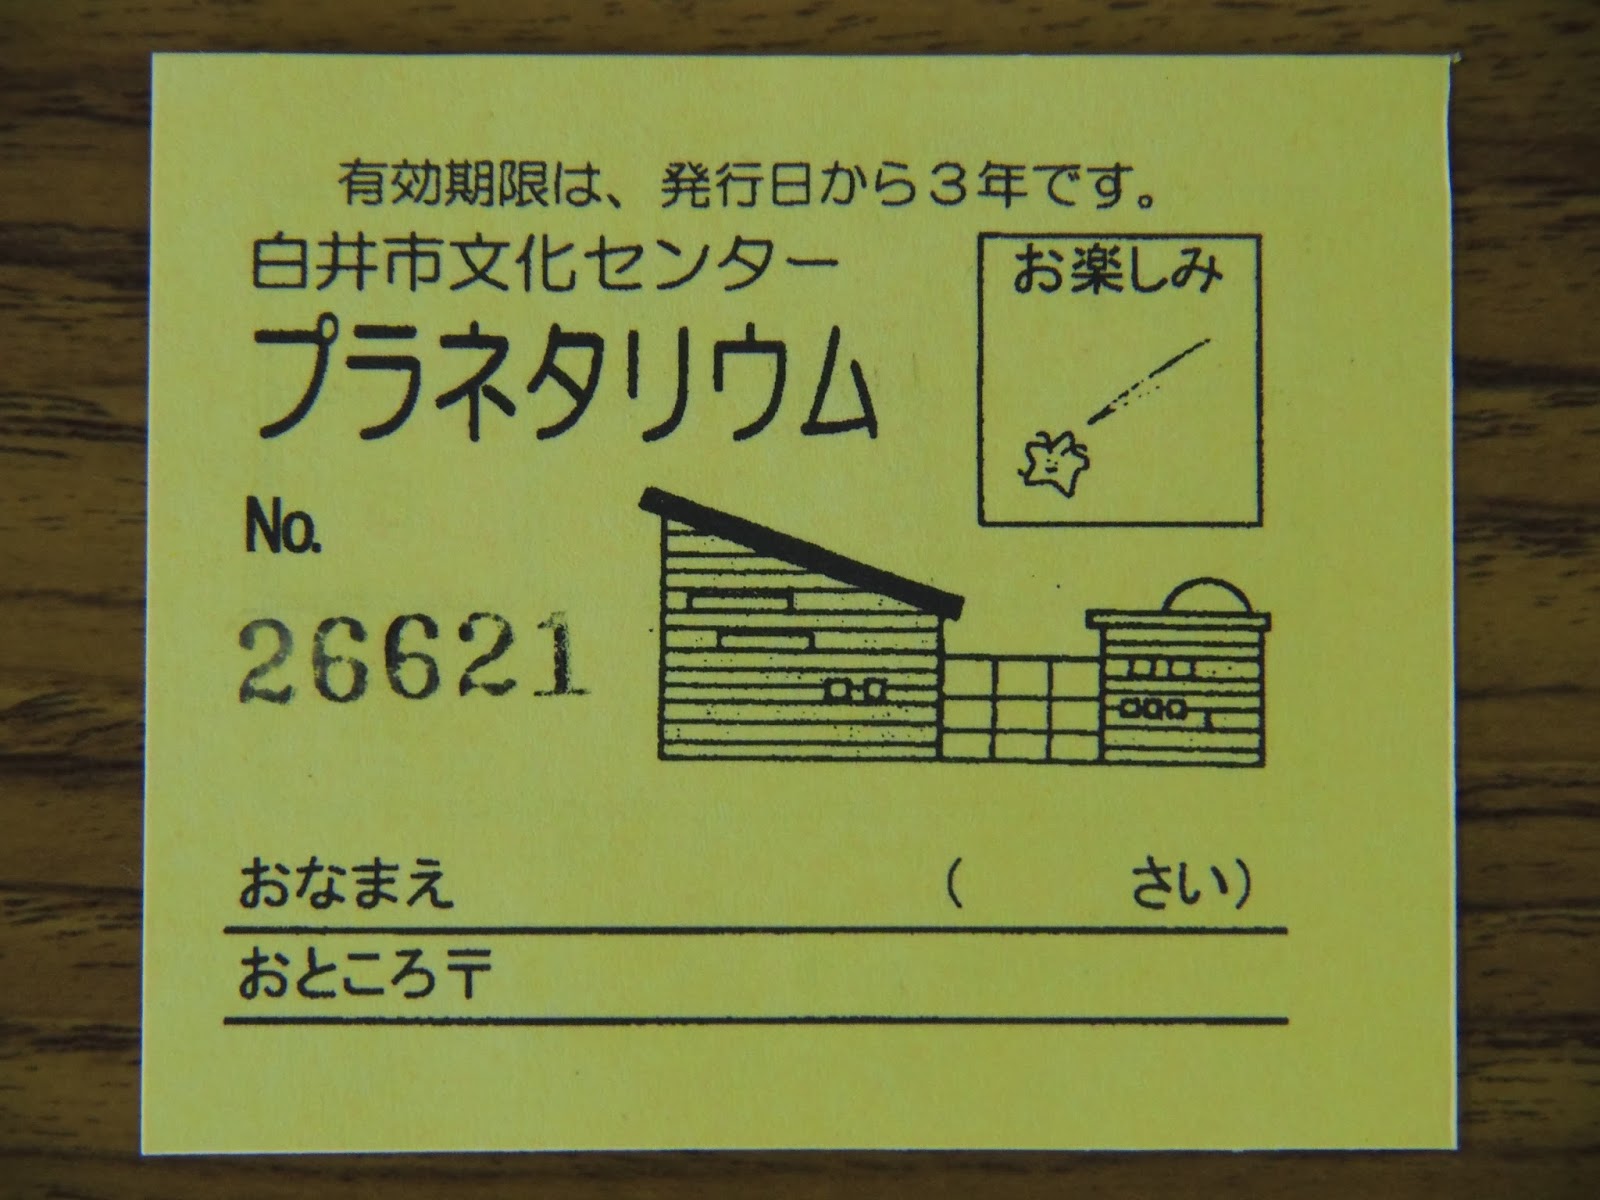 有効期限は、発行日から3年です。
白井市文化センター
お楽しみ
プラネタリウム
No.
26621
おなまえ ( さい)
おところ〒